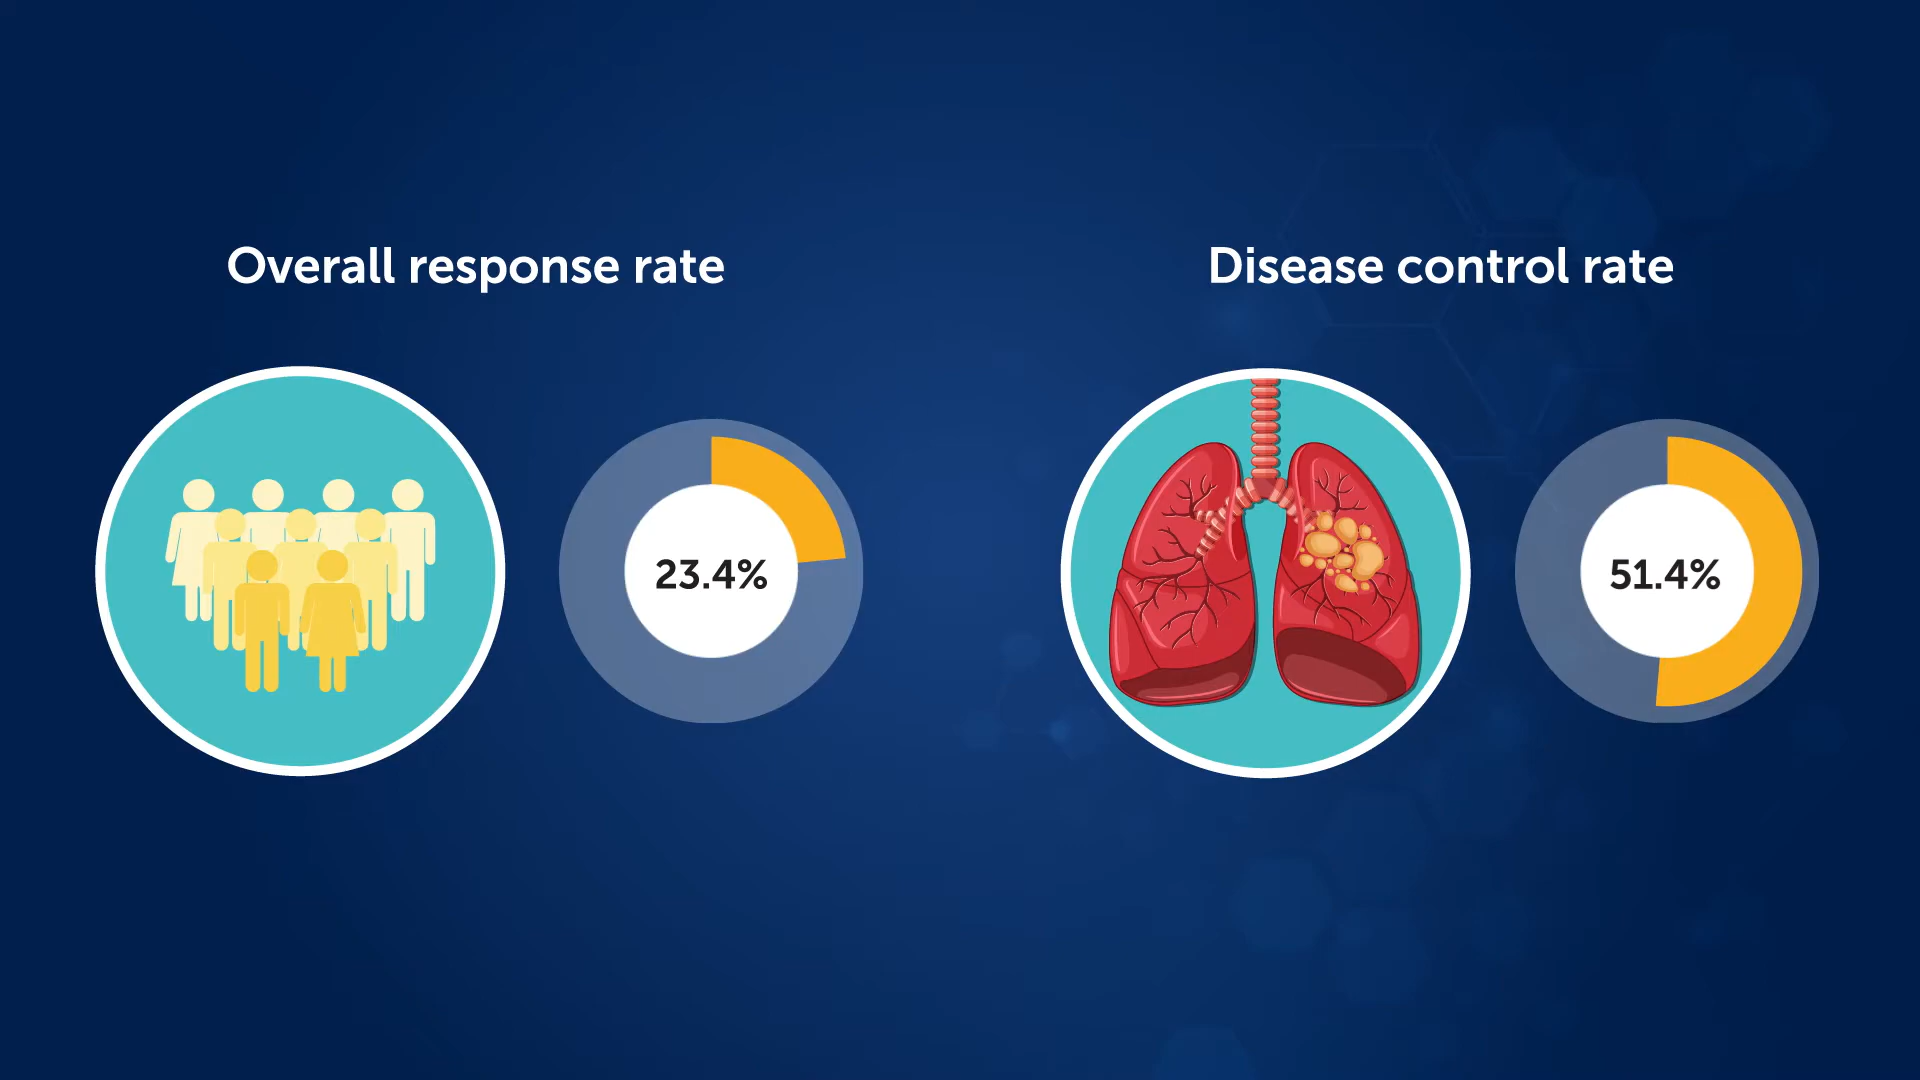 Overall response rate
Disease control rate
23.4%
51.4%